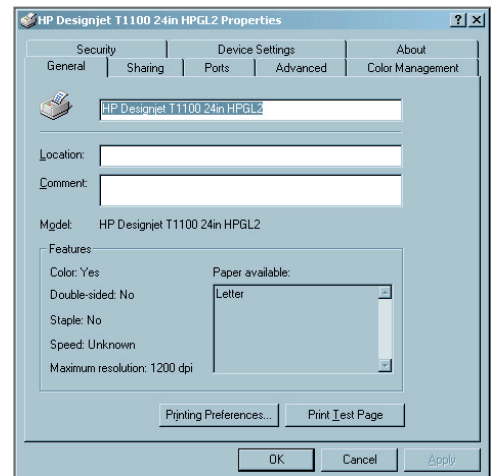 HP Designjet T1100 24in HPGL2 Properties
Security Device Settings About
General Sharing Ports Advanced Color Management
HP Designjet T1100 24in HPGL2
Location:
Comment:
Model: HP Designjet T1100 24in HPGL2
Features
Color: Yes Paper available:
Double-sided: No Letter
Staple: No
Speed: Unknown
Maximum resolution: 1200 dpi
Printing Preferences... Print Test Page
OK Cancel Apply